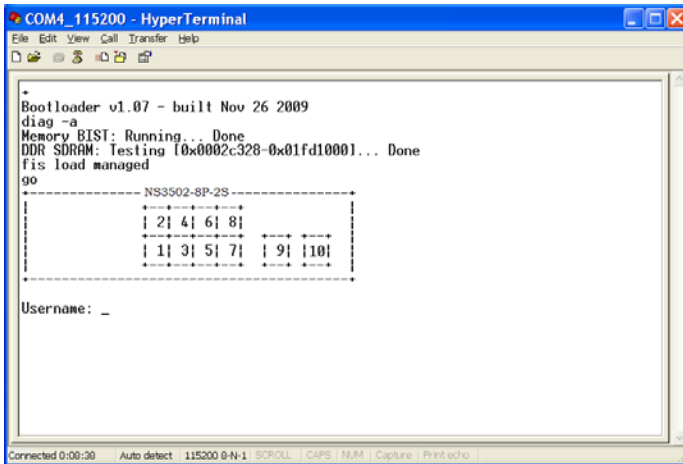 COM4_115200 - HyperTerminal
File Edit View Call Transfer Help
+
Bootloader v1.07 - built Nov 26 2009
diag -a
Memory BIST: Running... Done
DDR SDRAM: Testing [0x0002c328-0x01fd1000]... Done
fis load managed
go
NS3502-8P-2S
2 4 6 8
1 3 5 7 9 10
Username: _
Connected 0:00:30 Auto detect 115200 8-N-1 SCROLL CAPS NUM Capture Print echo